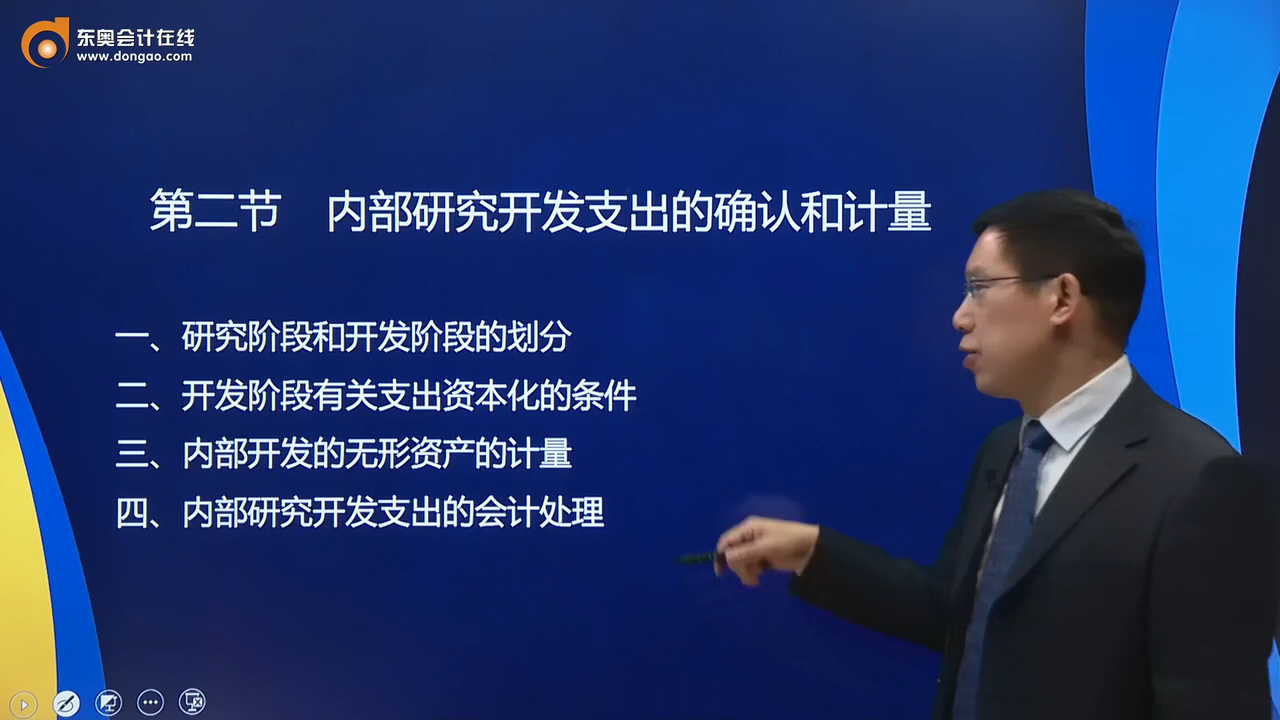 东奥会计在线
www.dongao.com
第二节 内部研究开发支出的确认和计量
一、研究阶段和开发阶段的划分
二、开发阶段有关支出资本化的条件
三、内部开发的无形资产的计量
四、内部研究开发支出的会计处理